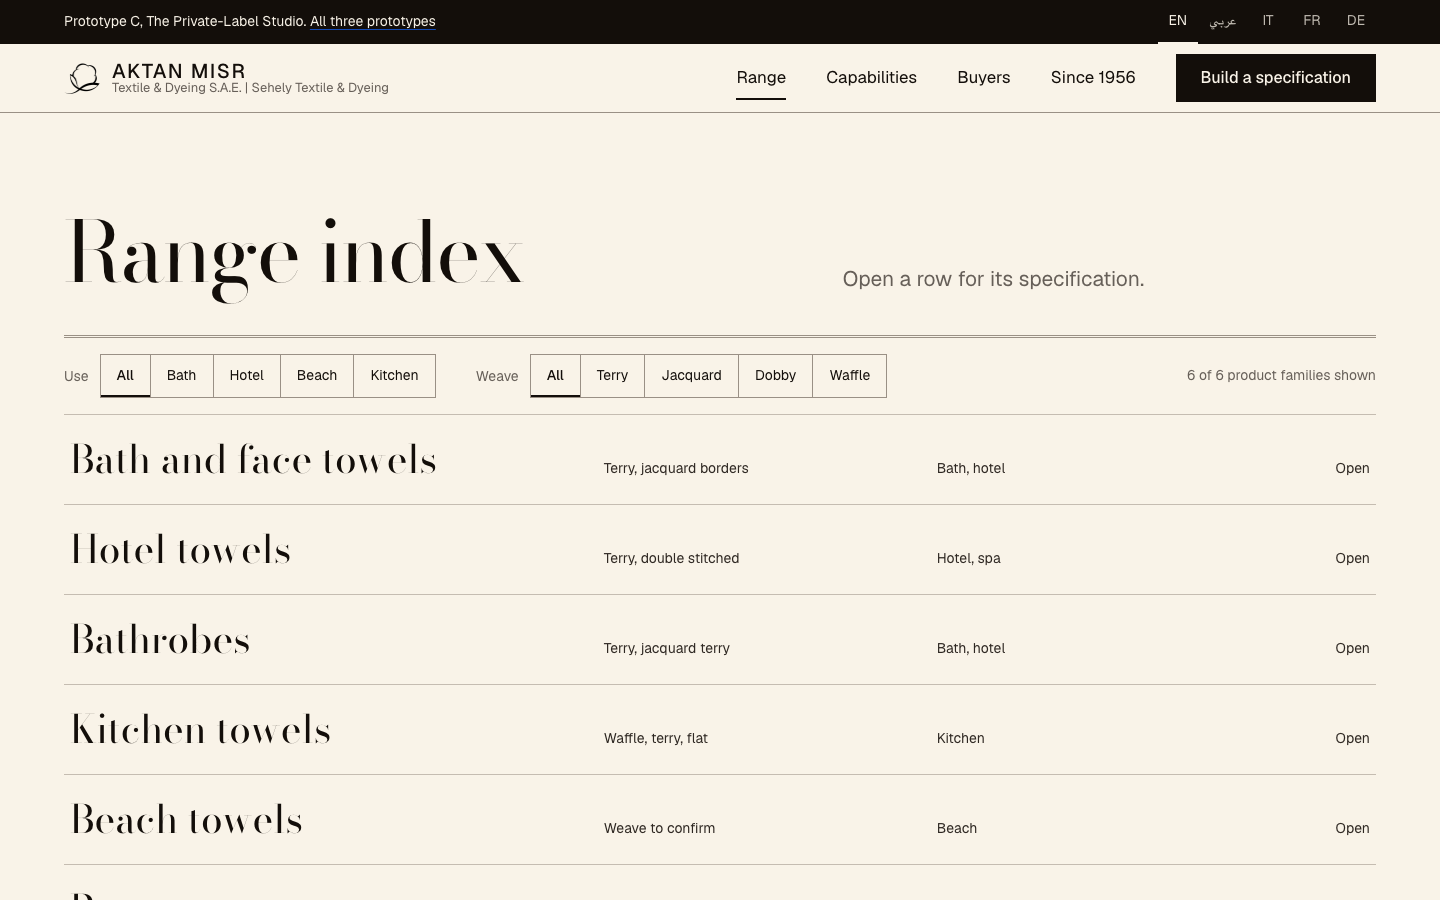 Prototype C, The Private-Label Studio. All three prototypes
EN عربي IT FR DE
AKTAN MISR
Textile & Dyeing S.A.E. | Sehely Textile & Dyeing
Range Capabilities Buyers Since 1956 Build a specification
Range index
Open a row for its specification.
Use All Bath Hotel Beach Kitchen Weave All Terry Jacquard Dobby Waffle 6 of 6 product families shown
Bath and face towels Terry, jacquard borders Bath, hotel Open
Hotel towels Terry, double stitched Hotel, spa Open
Bathrobes Terry, jacquard terry Bath, hotel Open
Kitchen towels Waffle, terry, flat Kitchen Open
Beach towels Weave to confirm Beach Open